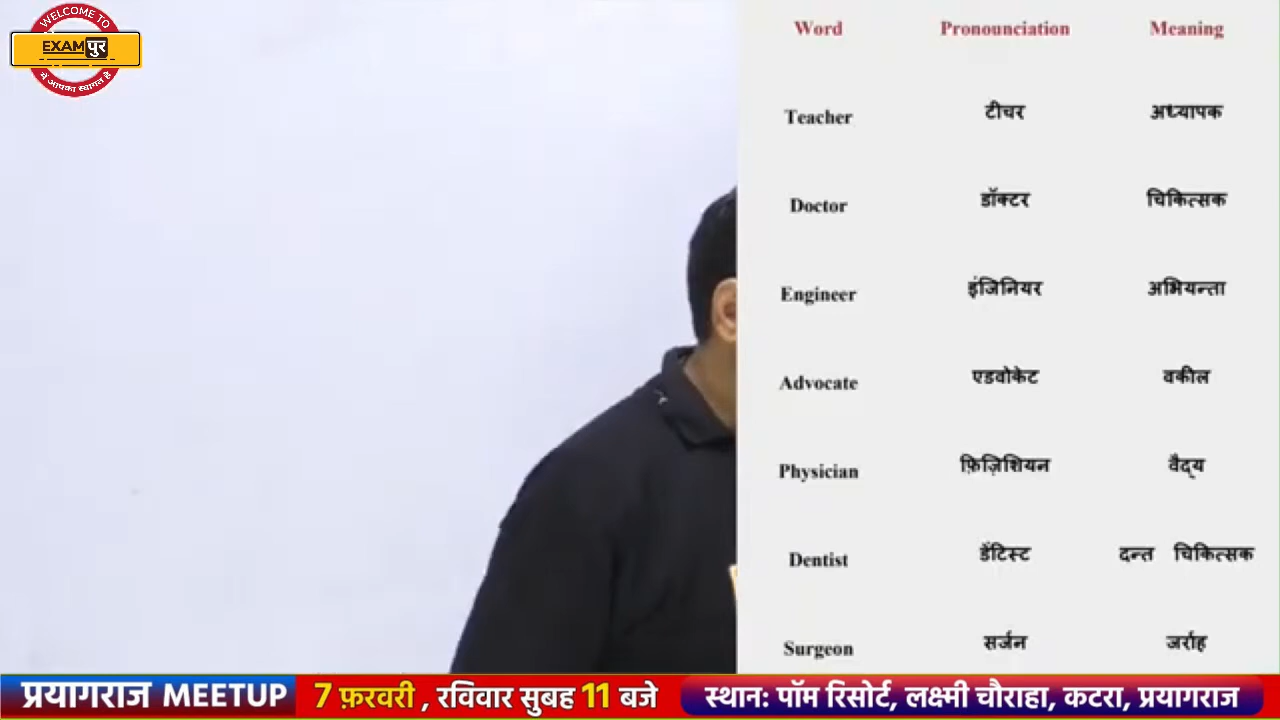 WELCOME TO
EXAM पुर
में आपका स्वागत है
Word Pronounciation Meaning
Teacher टीचर अध्यापक
Doctor डॉक्टर चिकित्सक
Engineer इंजिनियर अभियन्ता
Advocate एडवोकेट वकील
Physician फ़िज़िशियन वैद्य
Dentist डेंटिस्ट दन्त चिकित्सक
Surgeon सर्जन जर्राह
प्रयागराज MEETUP 7 फ़रवरी , रविवार सुबह 11 बजे स्थान: पॉम रिसोर्ट, लक्ष्मी चौराहा, कटरा, प्रयागराज